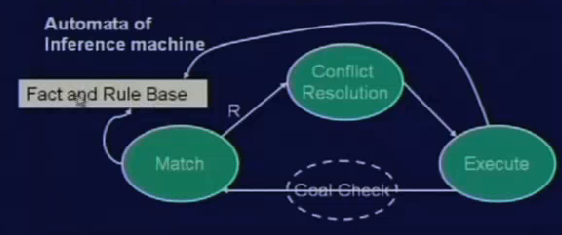 Automata of
Inference machine
Fact and Rule Base
Conflict
Resolution
R
Match
Execute
Goal Check